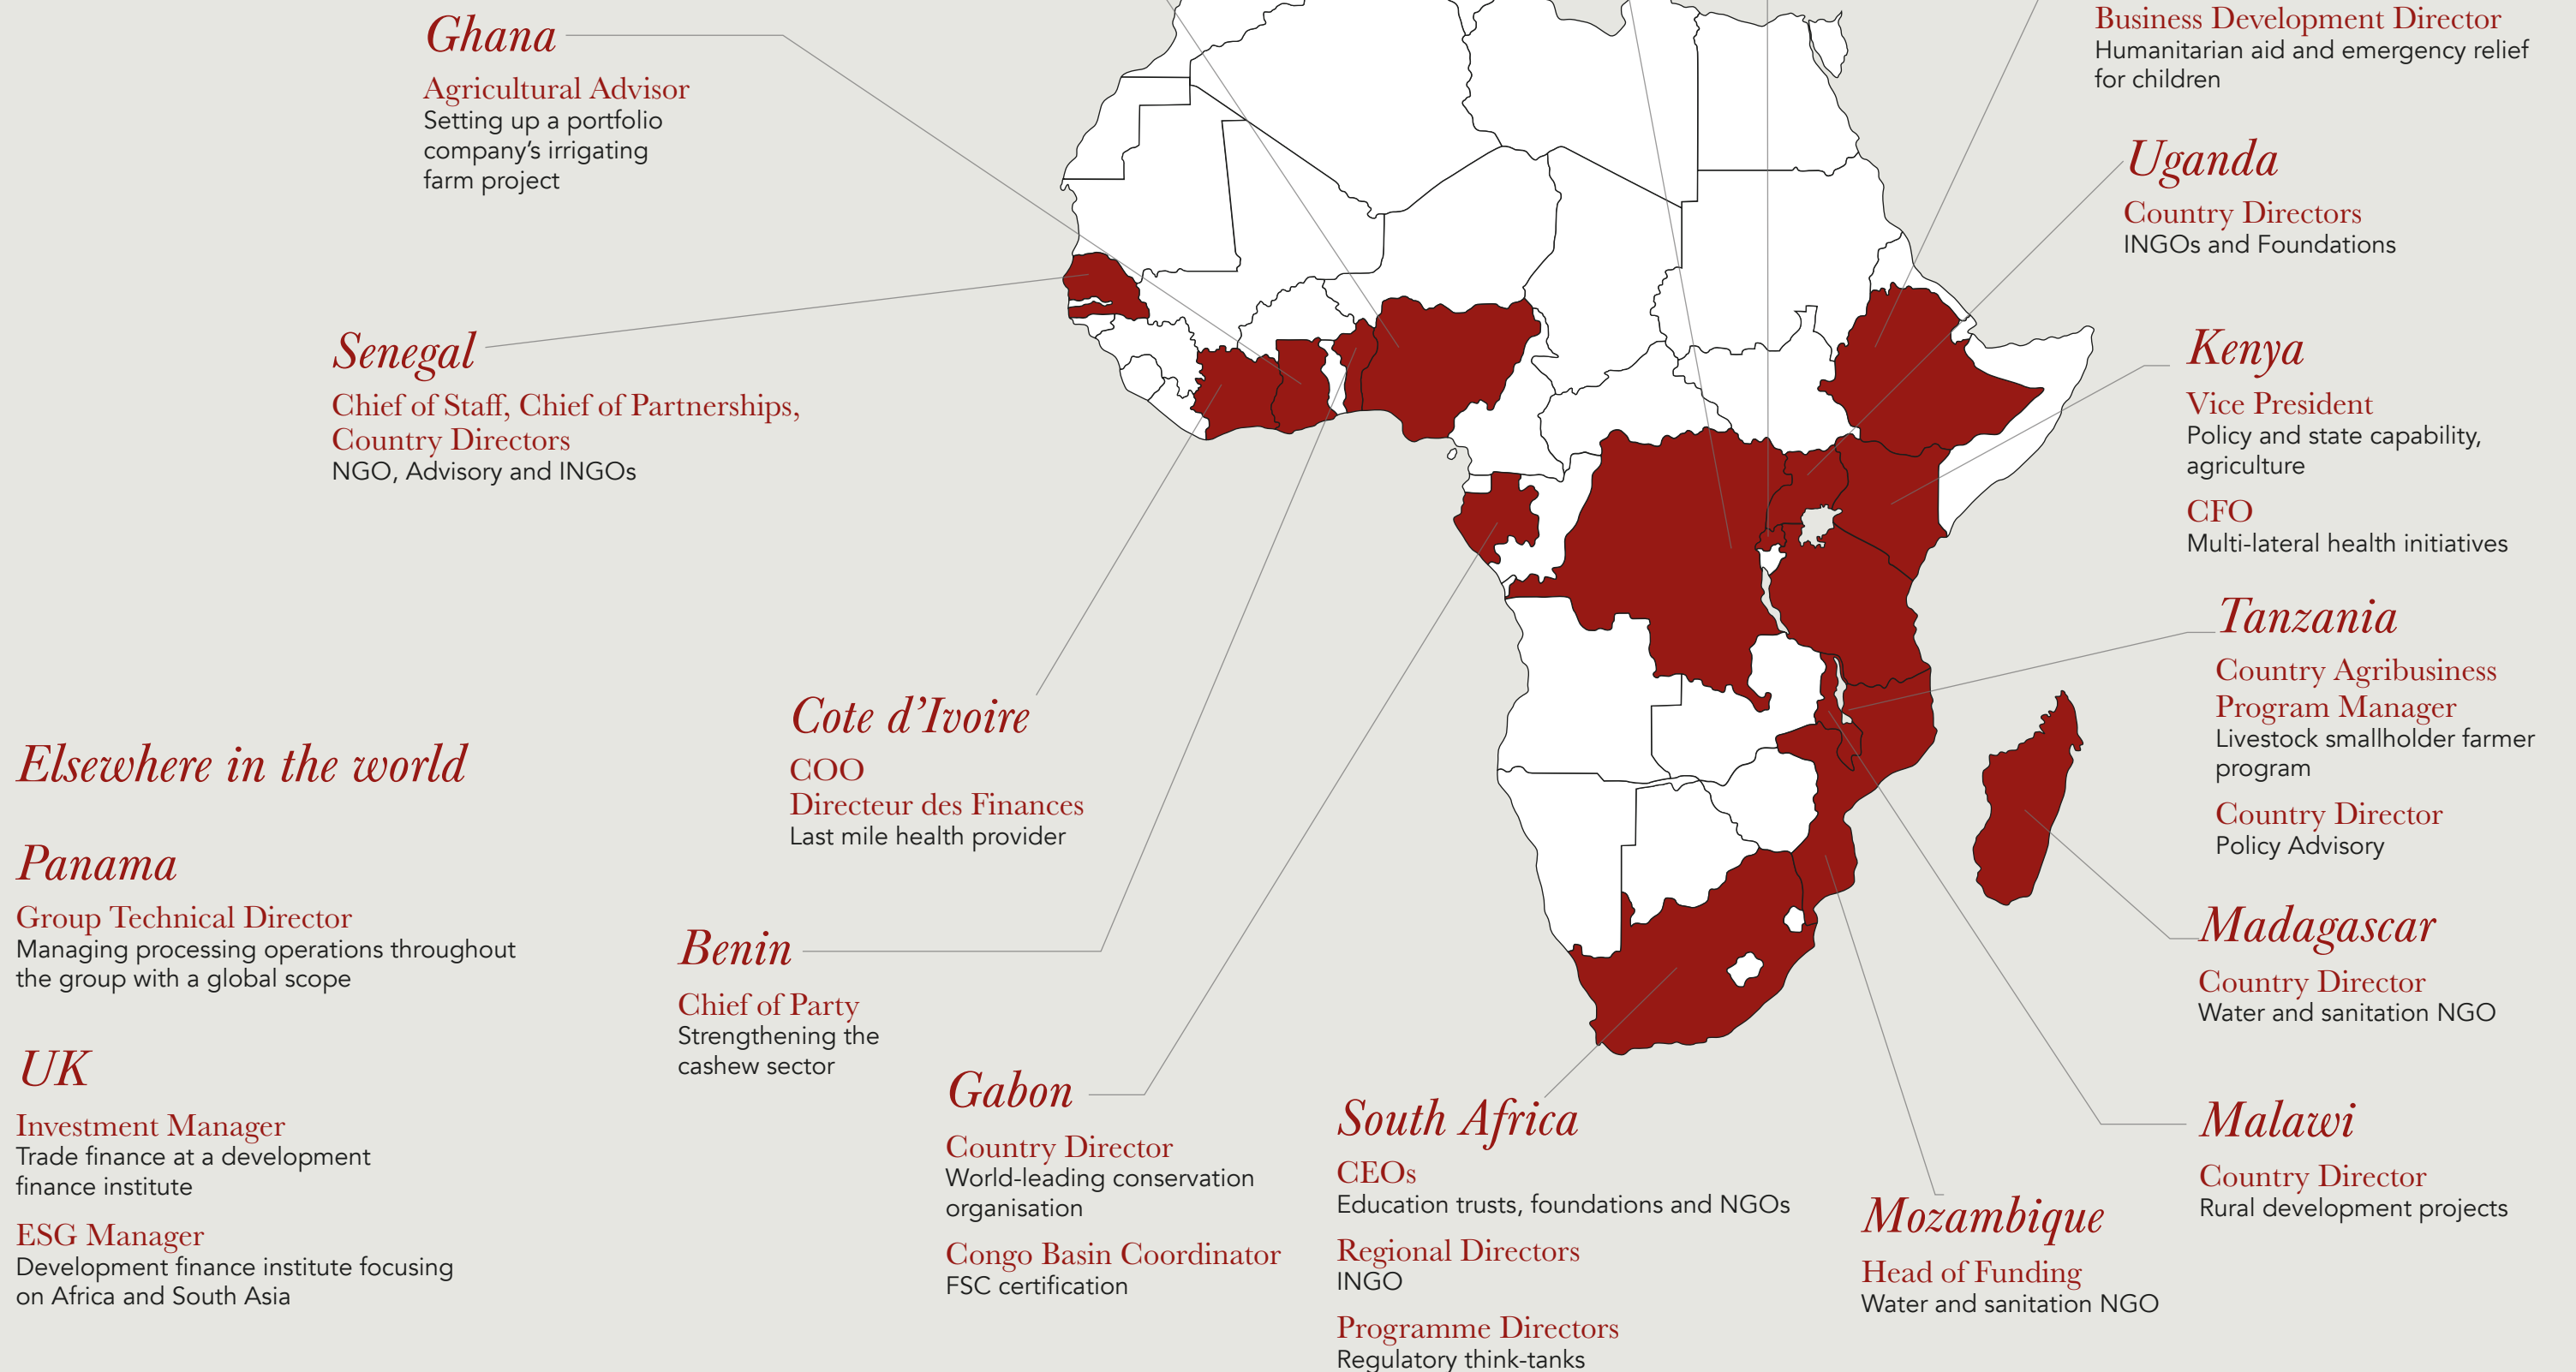 Ghana
Agricultural Advisor
Setting up a portfolio
company’s irrigating
farm project
Senegal
Chief of Staff, Chief of Partnerships,
Country Directors
NGO, Advisory and INGOs
Elsewhere in the world
Panama
Group Technical Director
Managing processing operations throughout
the group with a global scope
UK
Investment Manager
Trade finance at a development
finance institute
ESG Manager
Development finance institute focusing
on Africa and South Asia
Cote d’Ivoire
COO
Directeur des Finances
Last mile health provider
Benin
Chief of Party
Strengthening the
cashew sector
Gabon
Country Director
World-leading conservation
organisation
Congo Basin Coordinator
FSC certification
South Africa
CEOs
Education trusts, foundations and NGOs
Regional Directors
INGO
Programme Directors
Regulatory think-tanks
Business Development Director
Humanitarian aid and emergency relief
for children
Uganda
Country Directors
INGOs and Foundations
Kenya
Vice President
Policy and state capability,
agriculture
CFO
Multi-lateral health initiatives
Tanzania
Country Agribusiness
Program Manager
Livestock smallholder farmer
program
Country Director
Policy Advisory
Madagascar
Country Director
Water and sanitation NGO
Malawi
Country Director
Rural development projects
Mozambique
Head of Funding
Water and sanitation NGO